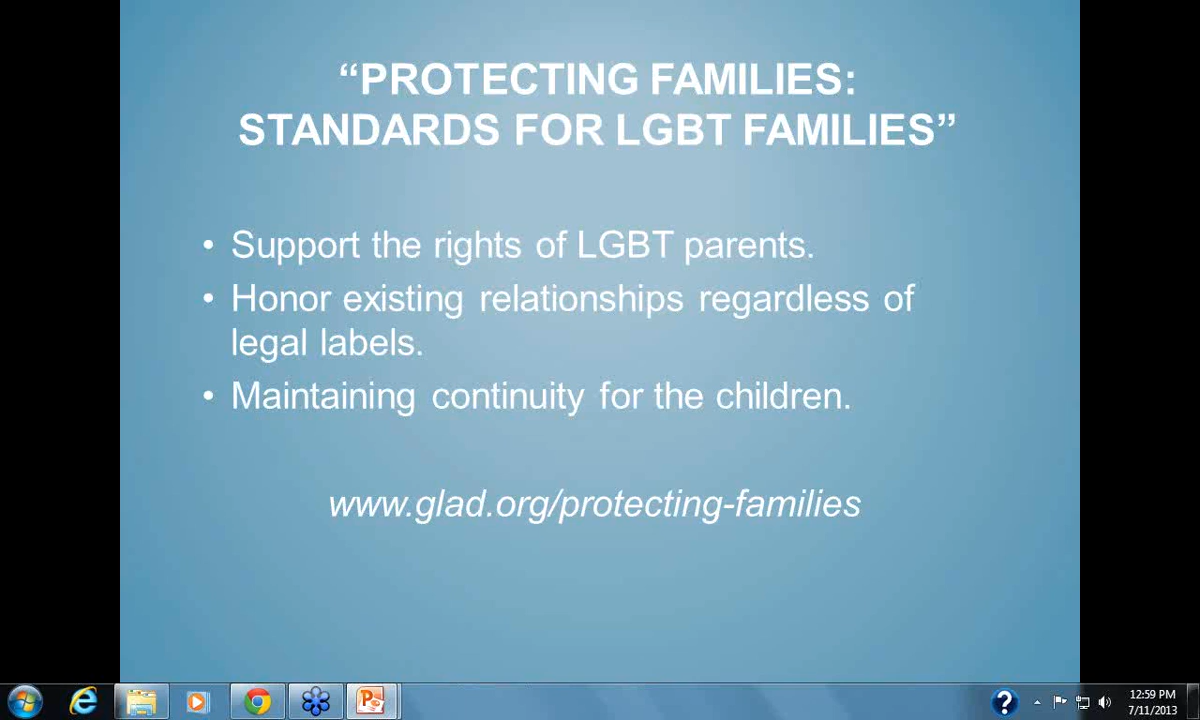 “PROTECTING FAMILIES:
STANDARDS FOR LGBT FAMILIES”
• Support the rights of LGBT parents.
• Honor existing relationships regardless of
legal labels.
• Maintaining continuity for the children.
www.glad.org/protecting-families
12:59 PM
7/11/2013